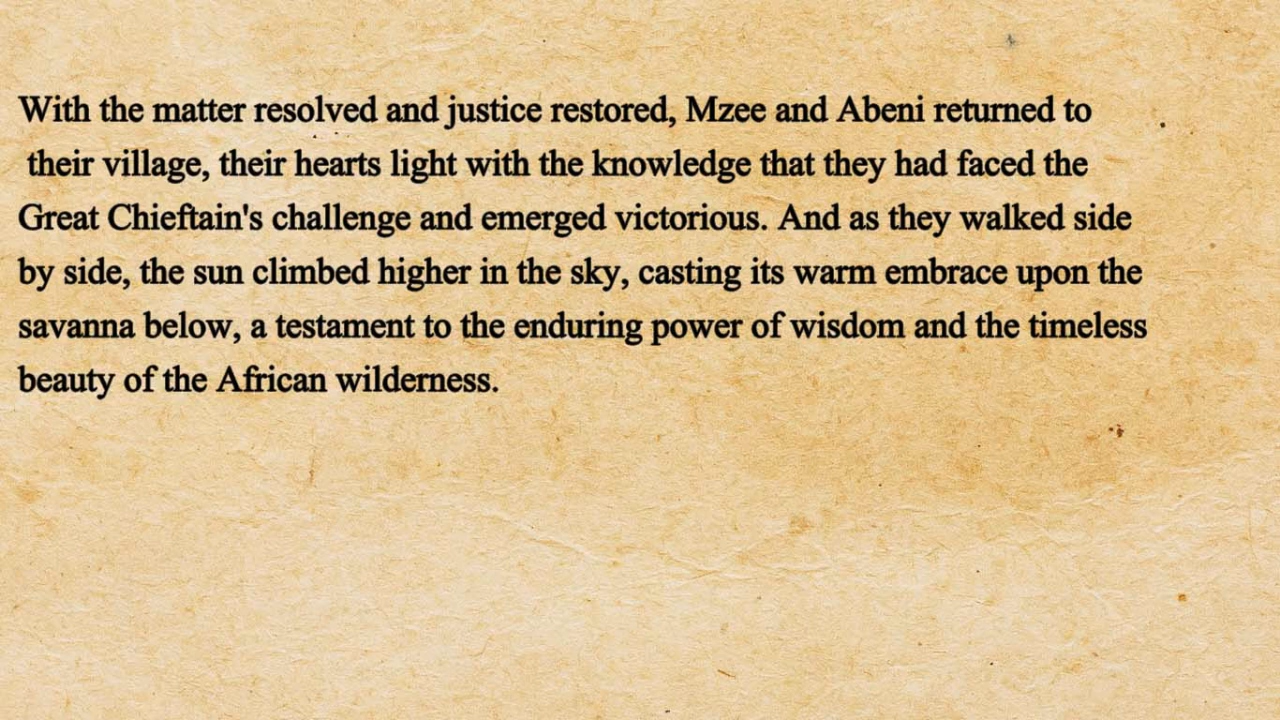 With the matter resolved and justice restored, Mzee and Abeni returned to
their village, their hearts light with the knowledge that they had faced the
Great Chieftain's challenge and emerged victorious. And as they walked side
by side, the sun climbed higher in the sky, casting its warm embrace upon the
savanna below, a testament to the enduring power of wisdom and the timeless
beauty of the African wilderness.